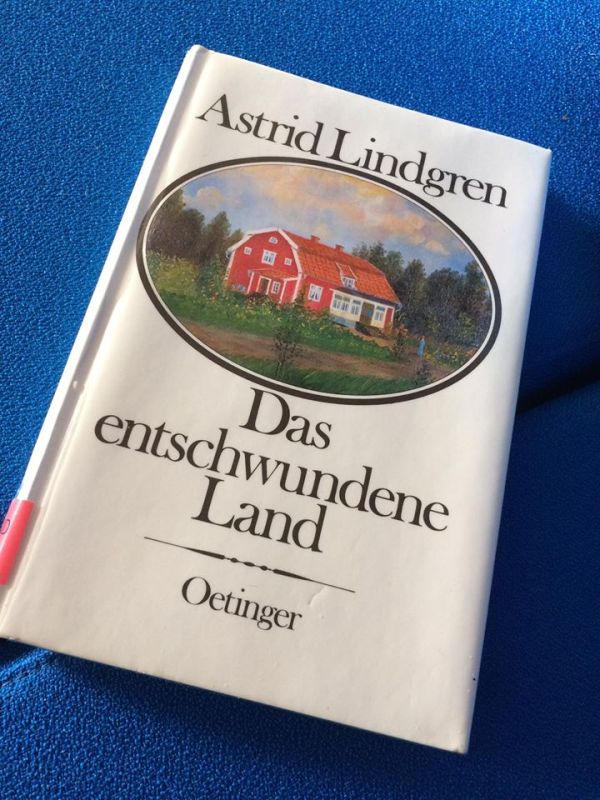 Astrid Lindgren
Das
entschwundene
Land
Oetinger